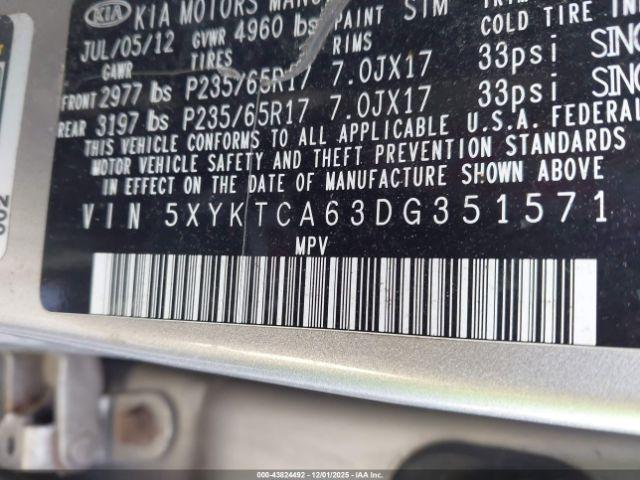 KIA KIA MOTORS
JUL/05/12 GVWR 4960 lbs PAINT STM
COLD TIRE
GAWR TIRES RIMS
FRONT 2977 lbs P235/65R17 7.0JX17 33psi
REAR 3197 lbs P235/65R17 7.0JX17 33psi
THIS VEHICLE CONFORMS TO ALL APPLICABLE U.S.A. FEDERAL
MOTOR VEHICLE SAFETY AND THEFT PREVENTION STANDARDS
IN EFFECT ON THE DATE OF MANUFACTURE SHOWN ABOVE
VIN 5XYKTCA63DG351571
MPV
002
000-43824492 - 12/01/2025 - IAA Inc.